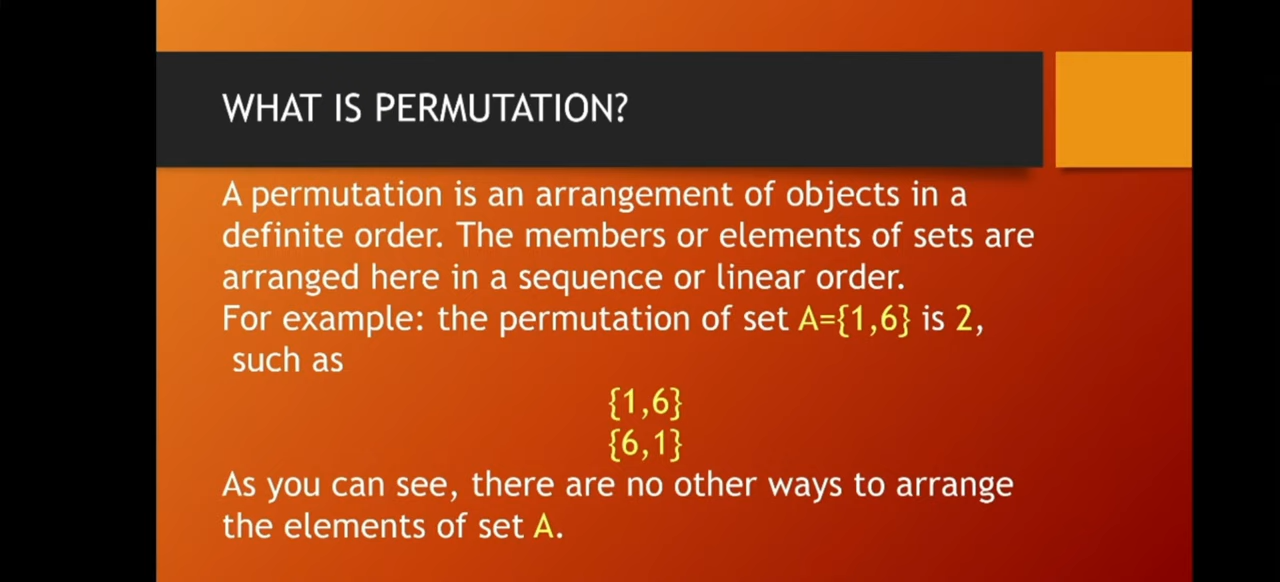 WHAT IS PERMUTATION?
A permutation is an arrangement of objects in a
definite order. The members or elements of sets are
arranged here in a sequence or linear order.
For example: the permutation of set A={1,6} is 2,
such as
{1,6}
{6,1}
As you can see, there are no other ways to arrange
the elements of set A.